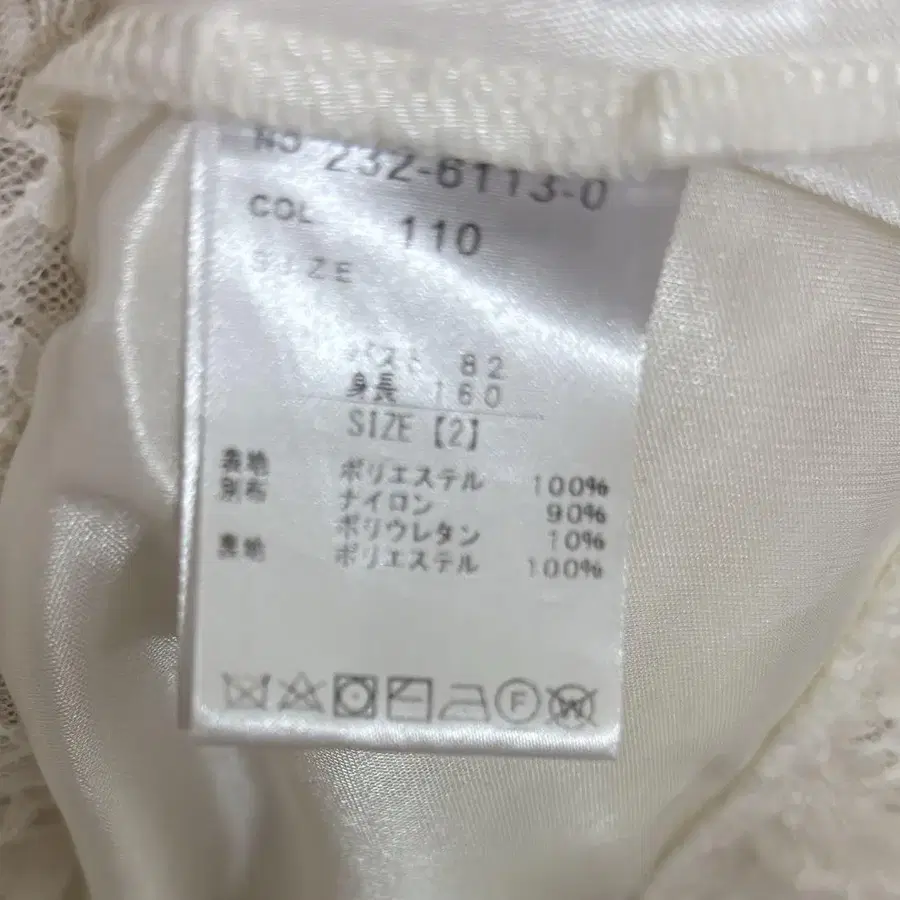 NO 232-6113-0
COL 110
SIZE
バスト 82
身長 160
SIZE【2】
表地 ポリエステル 100%
別布 ナイロン 90%
ポリウレタン 10%
裏地 ポリエステル 100%
F W